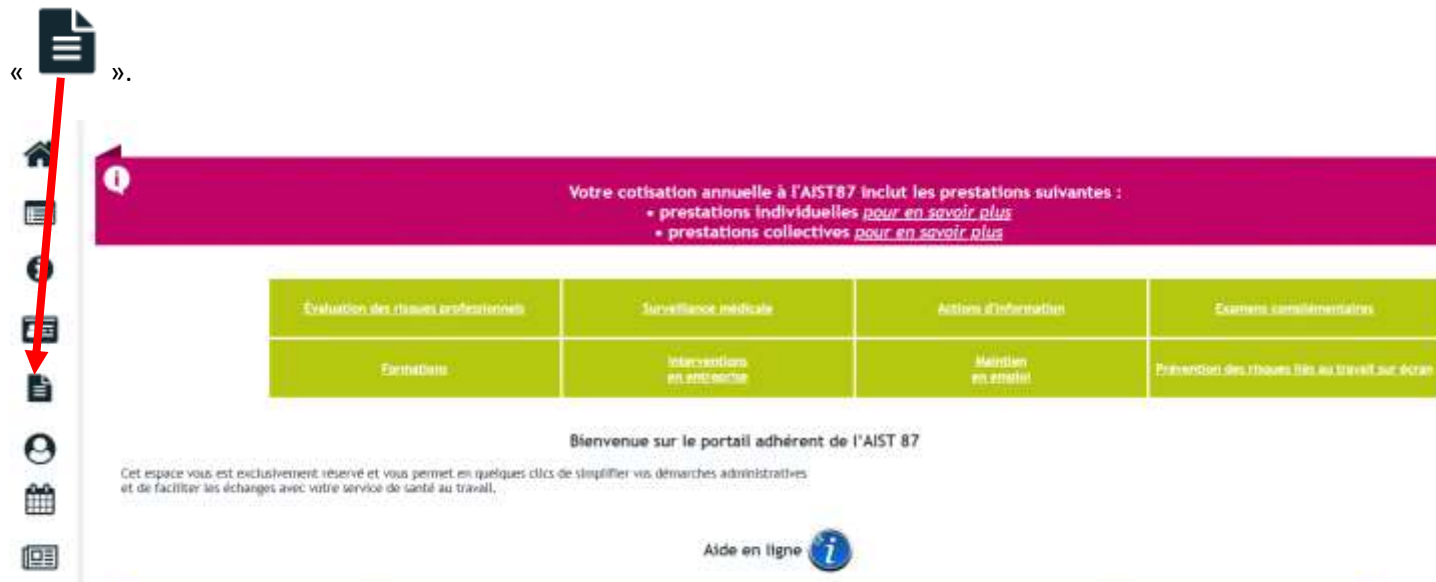 « ».
Votre cotisation annuelle à l'AIST87 inclut les prestations suivantes :
• prestations individuelles pour en savoir plus
• prestations collectives pour en savoir plus
Évaluation des risques professionnels
Surveillance médicale
Actions d'information
Examens complémentaires
Formations
Interventions
en entreprise
Maintien
en emploi
Prévention des risques liés au travail sur écran
Bienvenue sur le portail adhérent de l'AIST 87
Cet espace vous est exclusivement réservé et vous permet en quelques clics de simplifier vos démarches administratives
et de faciliter les échanges avec votre service de santé au travail.
Aide en ligne